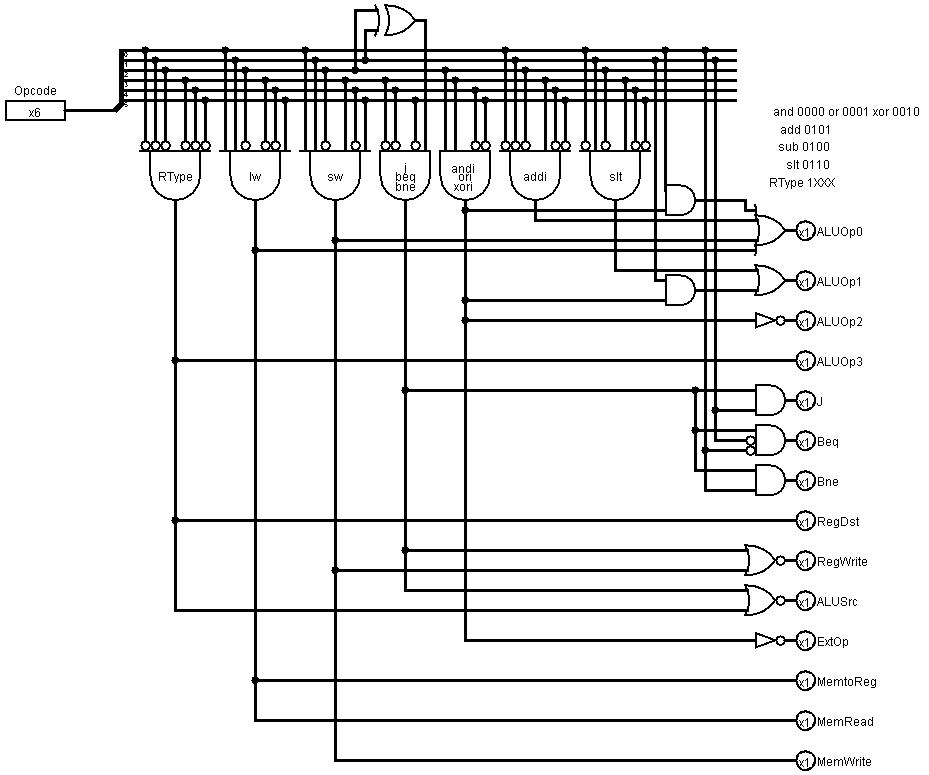 Opcode
x6
and 0000 or 0001 xor 0010
add 0101
sub 0100
slt 0110
RType 1XXX
RType
lw
sw
j
beq
bne
andi
ori
xori
addi
slt
x1 ALUOp0
x1 ALUOp1
x1 ALUOp2
x1 ALUOp3
x1 J
x1 Beq
x1 Bne
x1 RegDst
x1 RegWrite
x1 ALUSrc
x1 ExtOp
x1 MemtoReg
x1 MemRead
x1 MemWrite